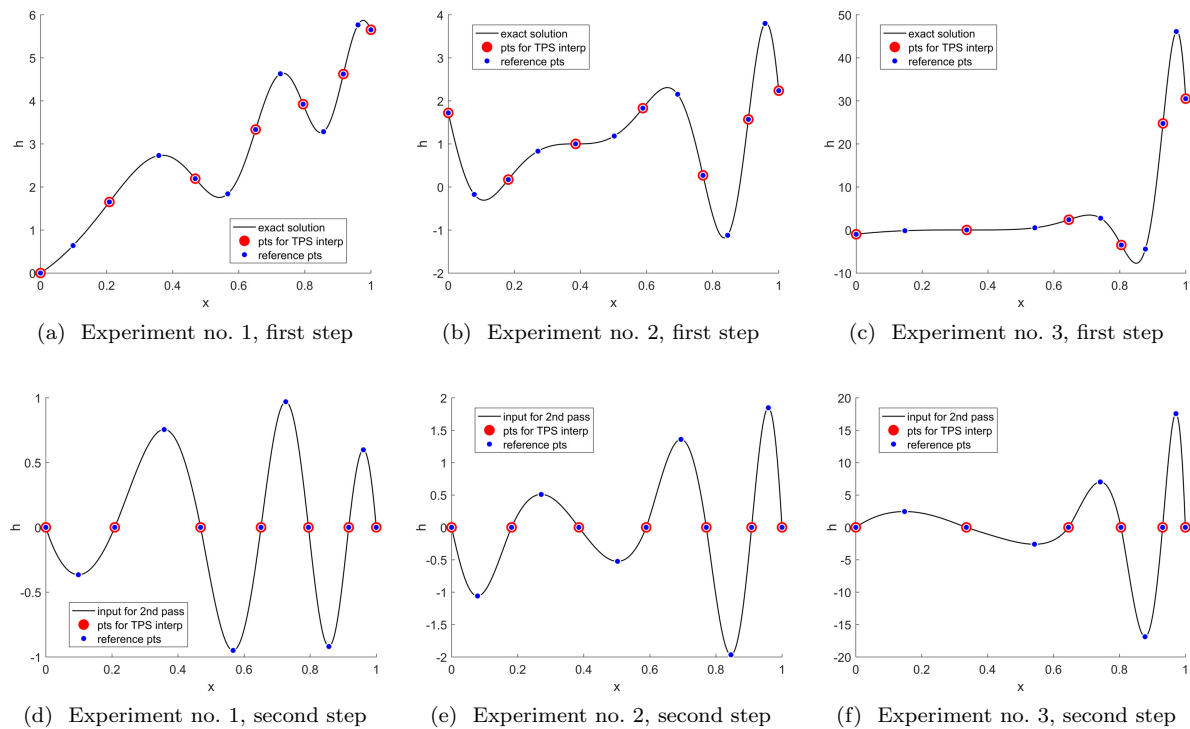 6
5
4
3
2
1
0
h
exact solution
pts for TPS interp
reference pts
0
0.2
0.4
0.6
0.8
1
x
(a) Experiment no. 1, first step
4
3
2
1
0
-1
-2
h
exact solution
pts for TPS interp
reference pts
0
0.2
0.4
0.6
0.8
1
x
(b) Experiment no. 2, first step
50
40
30
20
10
0
-10
h
exact solution
pts for TPS interp
reference pts
0
0.2
0.4
0.6
0.8
1
x
(c) Experiment no. 3, first step
1
0.5
0
-0.5
-1
h
input for 2nd pass
pts for TPS interp
reference pts
0
0.2
0.4
0.6
0.8
1
x
(d) Experiment no. 1, second step
2
1.5
1
0.5
0
-0.5
-1
-1.5
-2
h
input for 2nd pass
pts for TPS interp
reference pts
0
0.2
0.4
0.6
0.8
1
x
(e) Experiment no. 2, second step
20
15
10
5
0
-5
-10
-15
-20
h
input for 2nd pass
pts for TPS interp
reference pts
0
0.2
0.4
0.6
0.8
1
x
(f) Experiment no. 3, second step